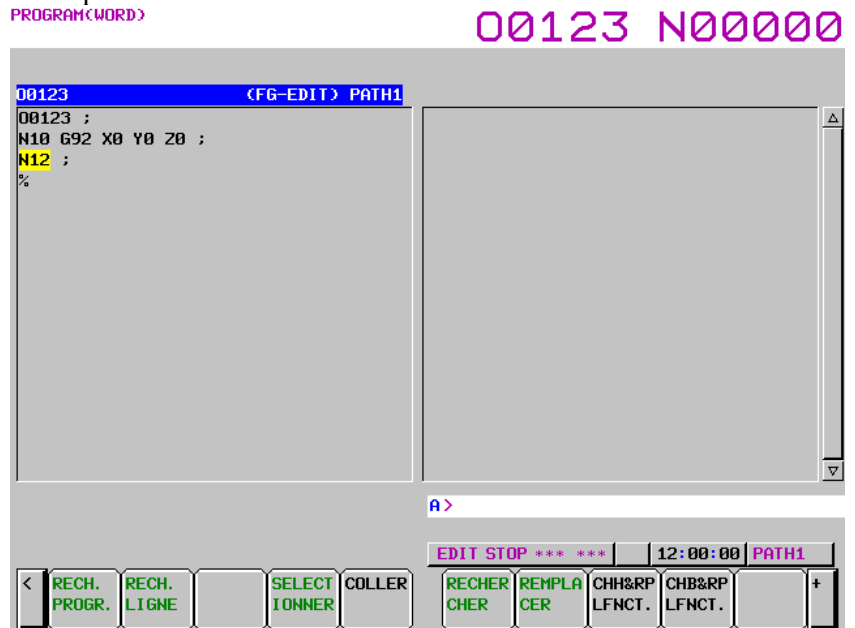 PROGRAM(WORD)
O0123 N00000
O0123 (FG-EDIT) PATH1
O0123 ;
N10 G92 X0 Y0 Z0 ;
N12 ;
%
A>
EDIT STOP *** *** 12:00:00 PATH1
< RECH. RECH. SELECT COLLER RECHER REMPLA CHH&RP CHB&RP +
PROGR. LIGNE IONNER CHER CER LFNCT. LFNCT.